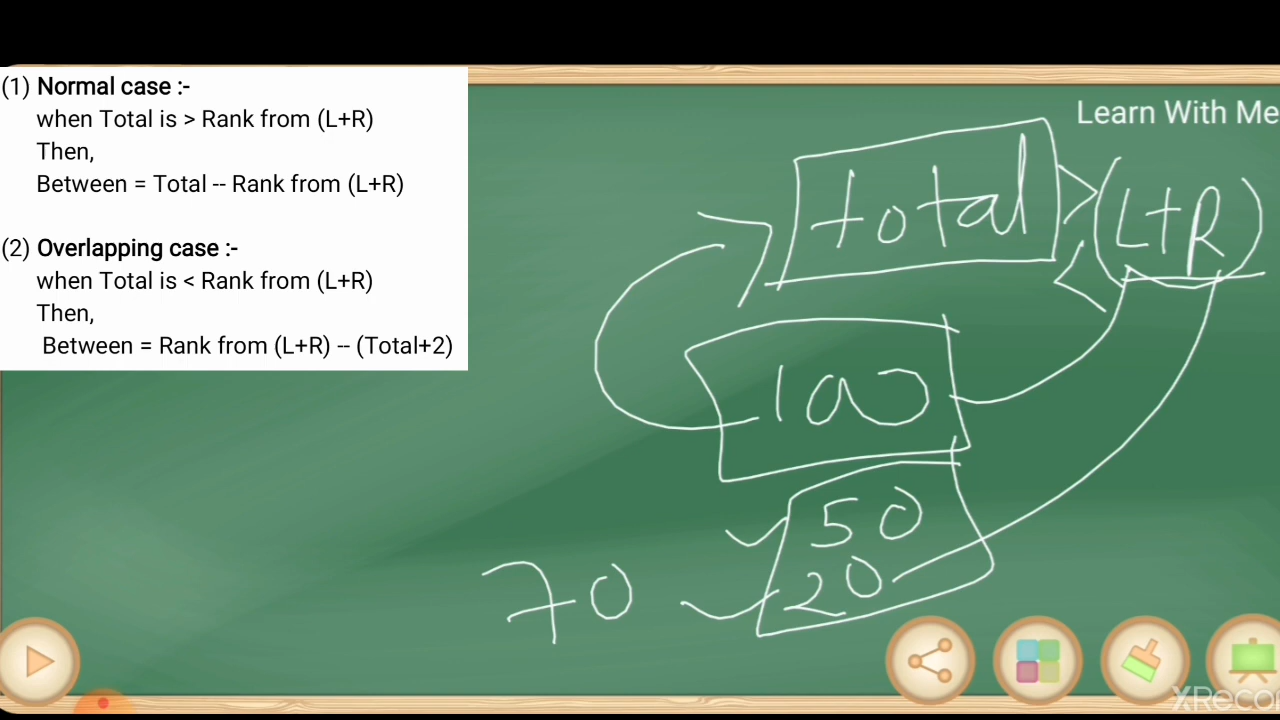 (1) Normal case :-
when Total is > Rank from (L+R)
Then,
Between = Total -- Rank from (L+R)
(2) Overlapping case :-
when Total is < Rank from (L+R)
Then,
Between = Rank from (L+R) -- (Total+2)
Learn With Me
total > < (L+R)
100
50
20
70